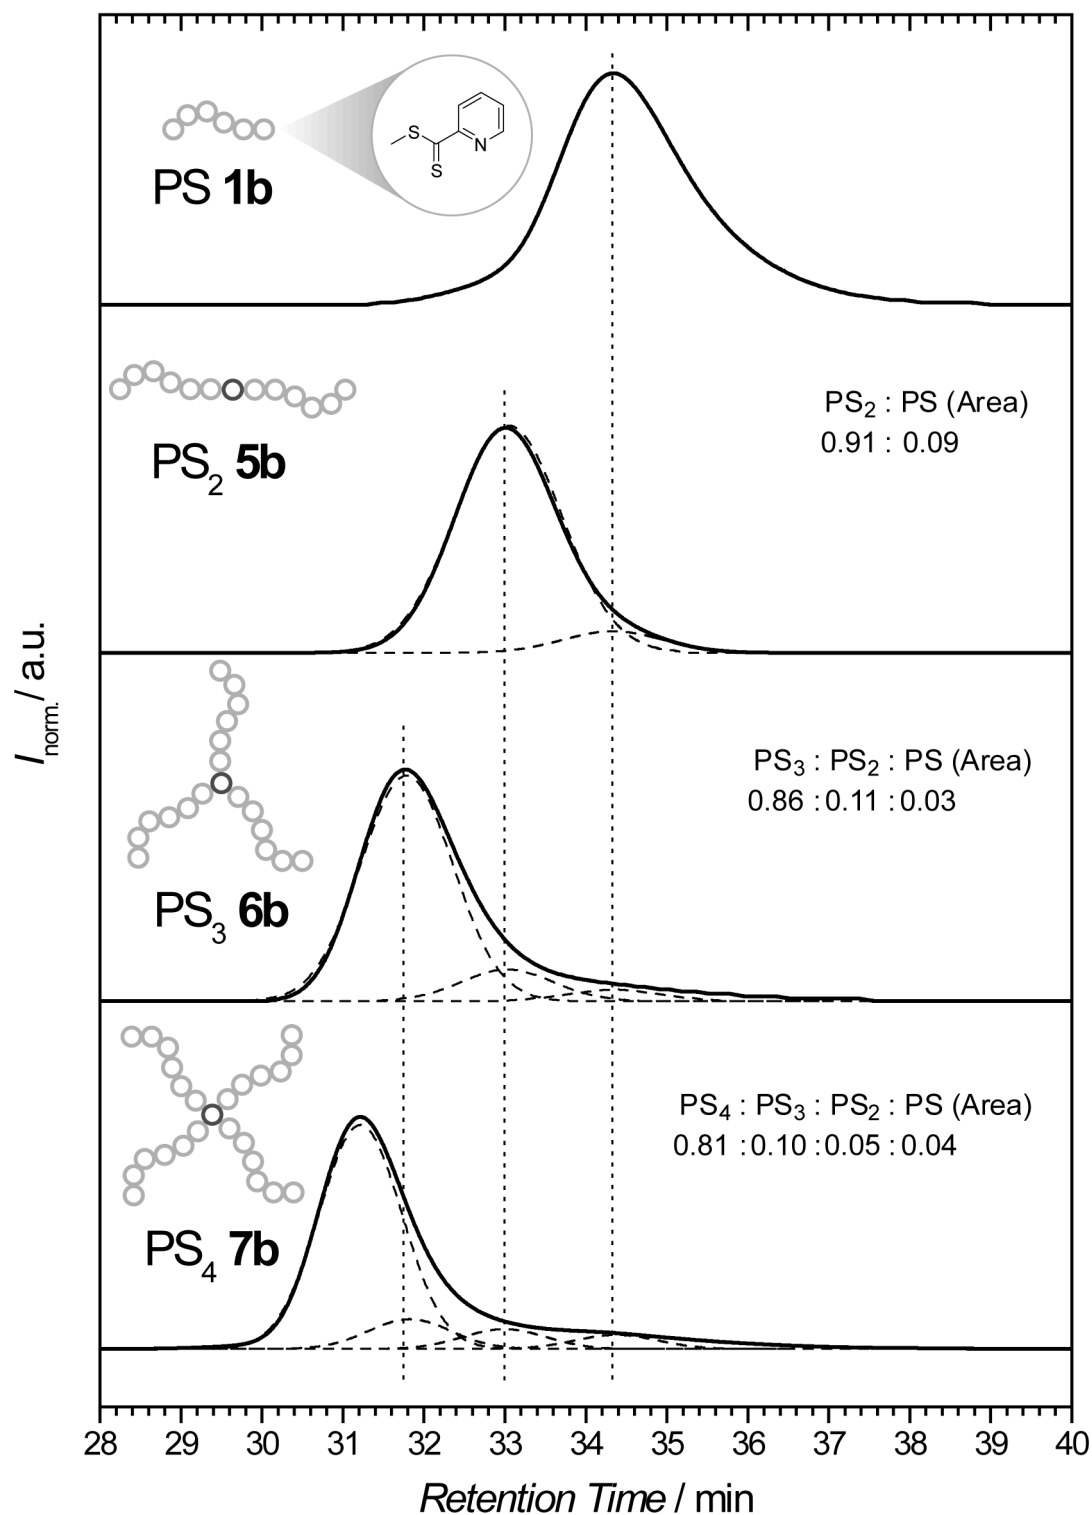 S
N
S
PS 1b
PS₂ : PS (Area)
0.91 : 0.09
PS₂ 5b
PS₃ : PS₂ : PS (Area)
0.86 : 0.11 : 0.03
PS₃ 6b
PS₄ : PS₃ : PS₂ : PS (Area)
0.81 : 0.10 : 0.05 : 0.04
PS₄ 7b
I norm. / a.u.
28 29 30 31 32 33 34 35 36 37 38 39 40
Retention Time / min